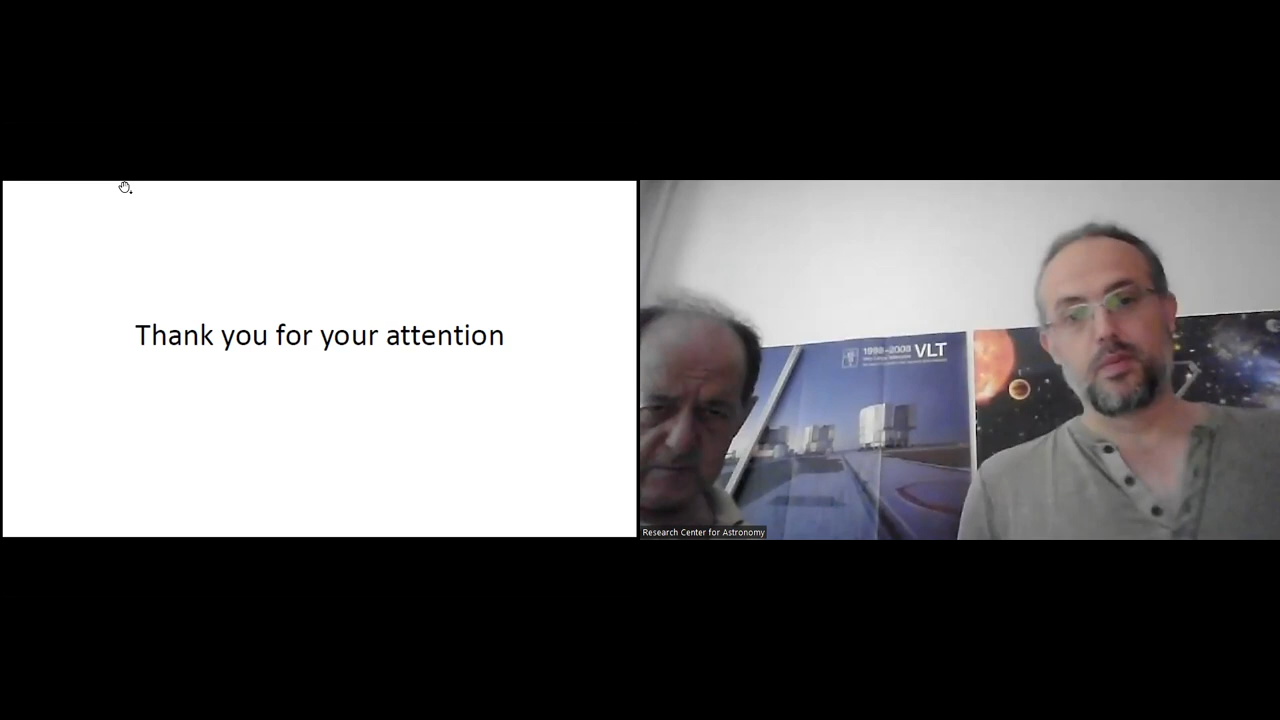 Thank you for your attention
1998-2008 VLT
Research Center for Astronomy